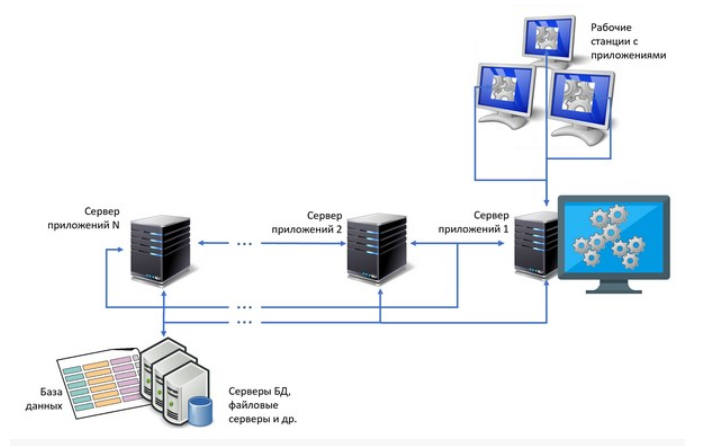 Рабочие
станции с
приложениями
Сервер
приложений N
Сервер
приложений 2
Сервер
приложений 1
...
...
...
База
данных
Серверы БД,
файловые
серверы и др.